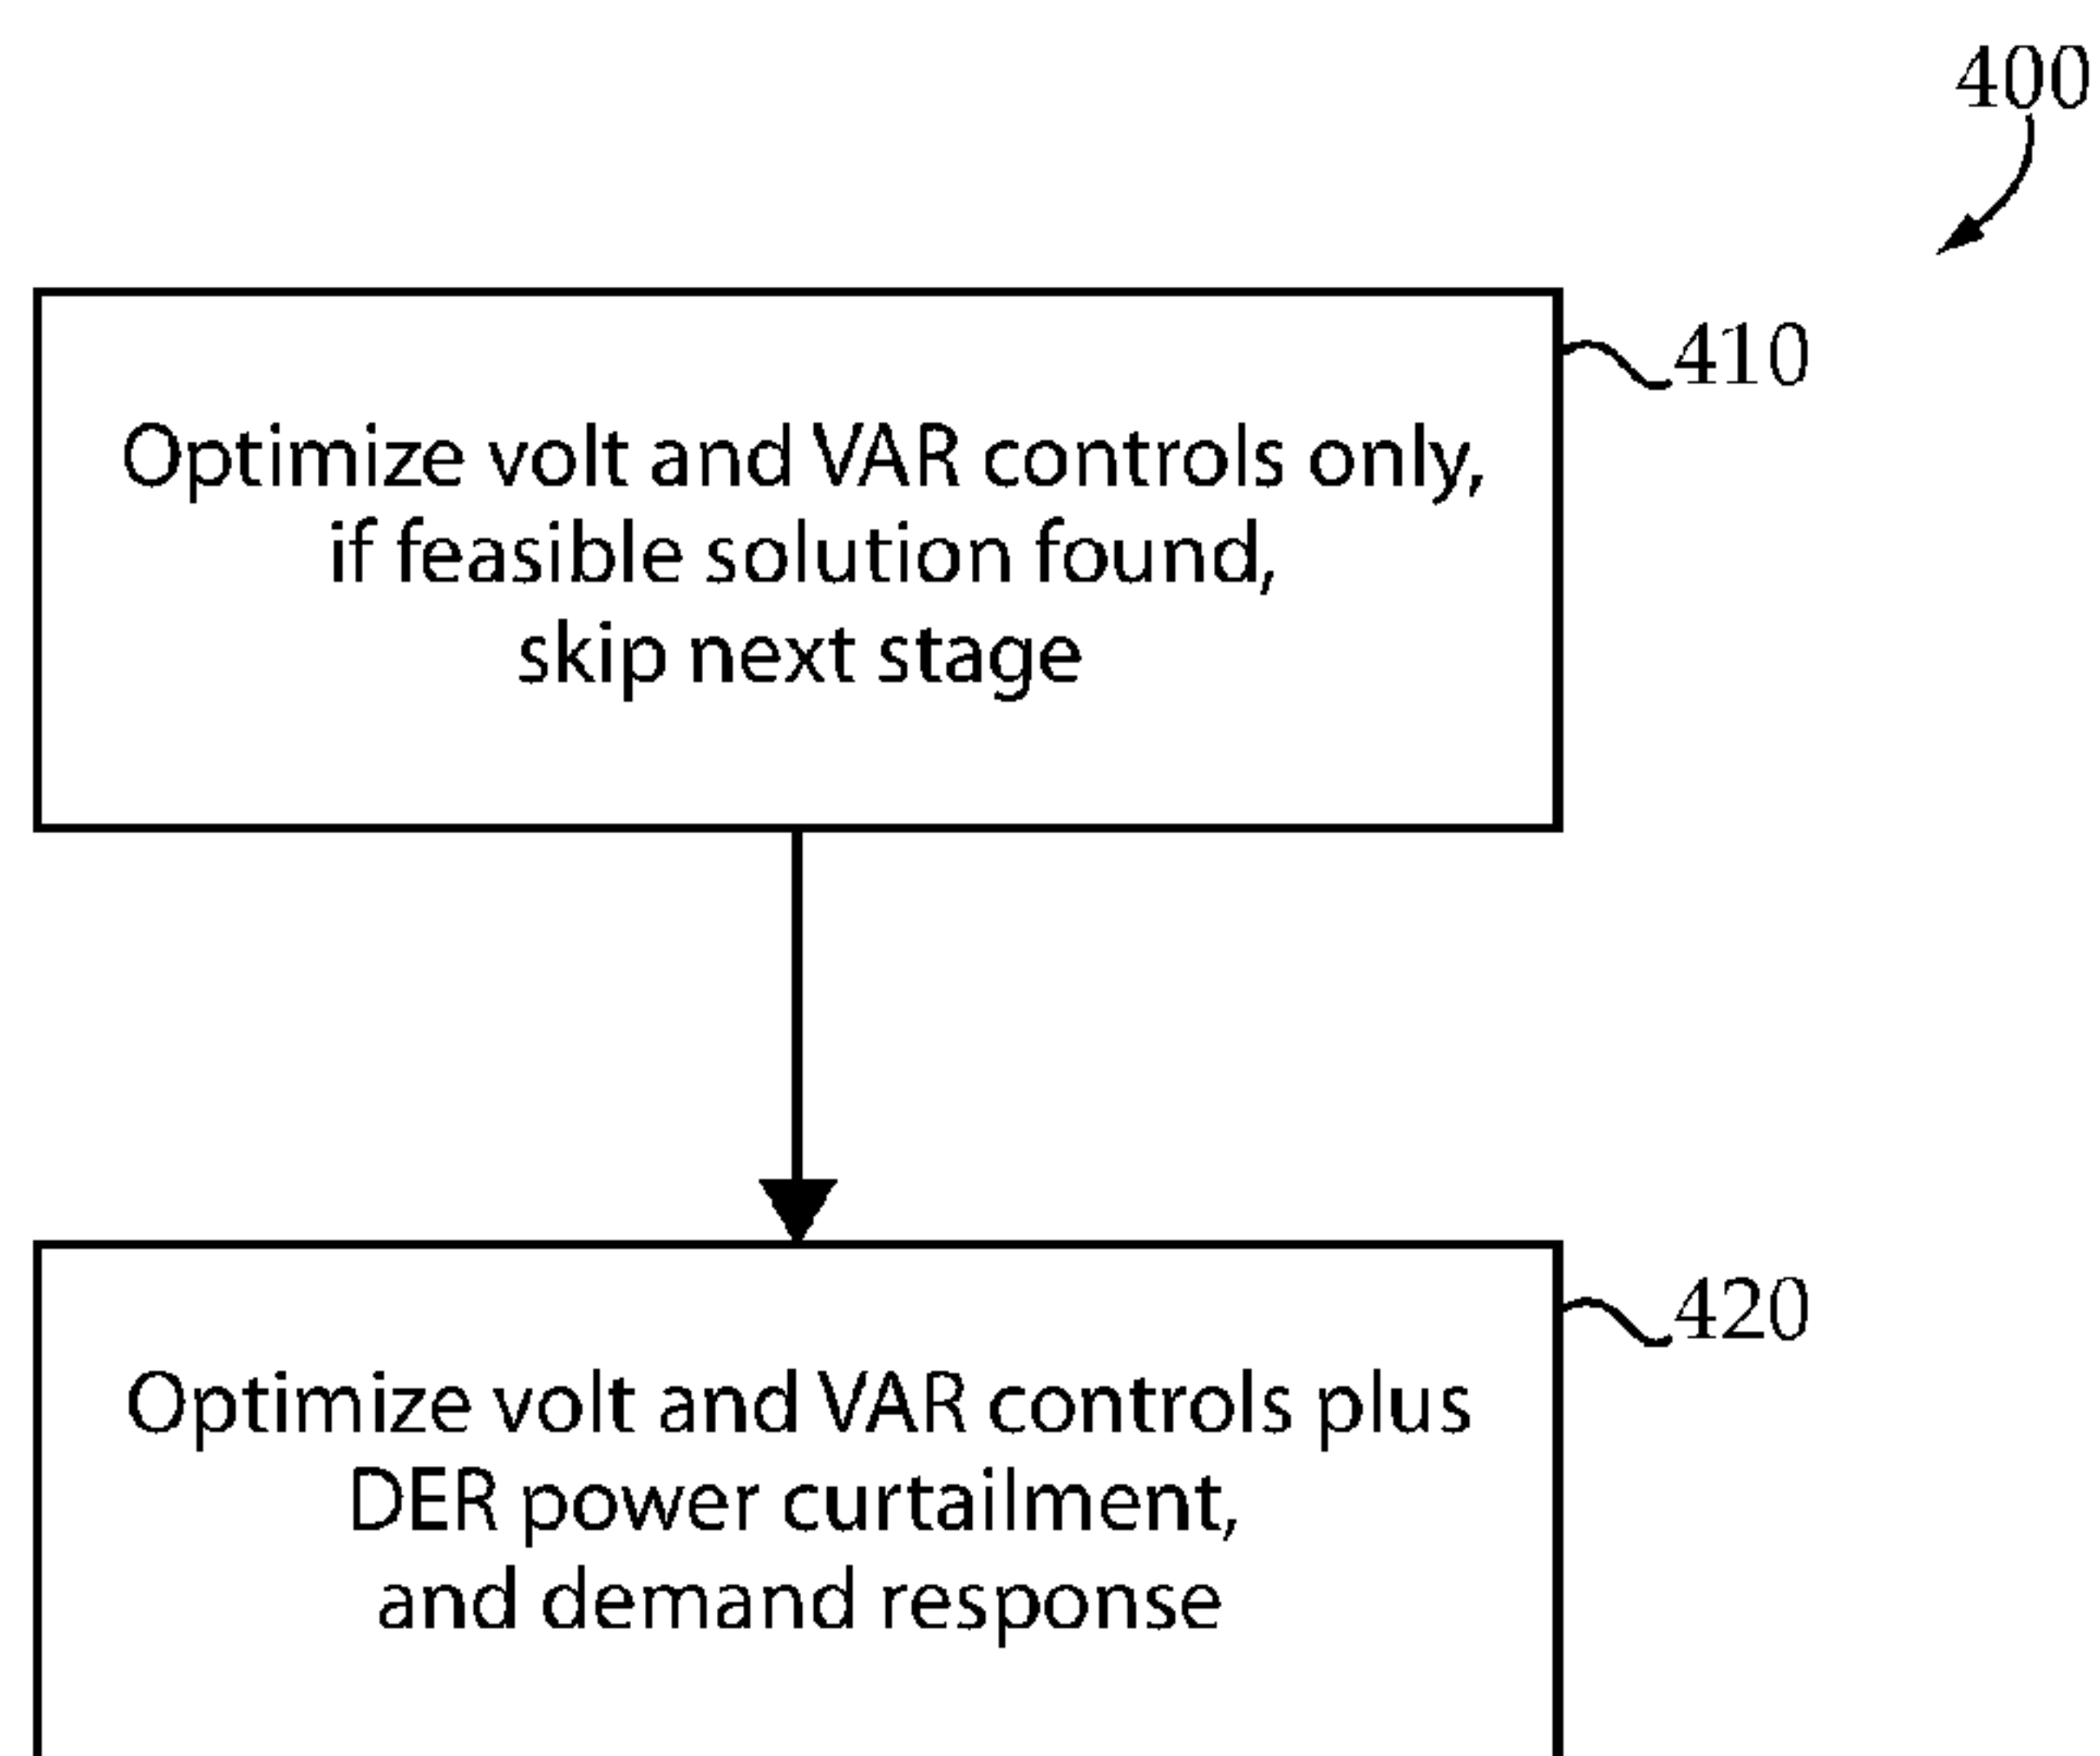 400
410
Optimize volt and VAR controls only,
if feasible solution found,
skip next stage
420
Optimize volt and VAR controls plus
DER power curtailment,
and demand response